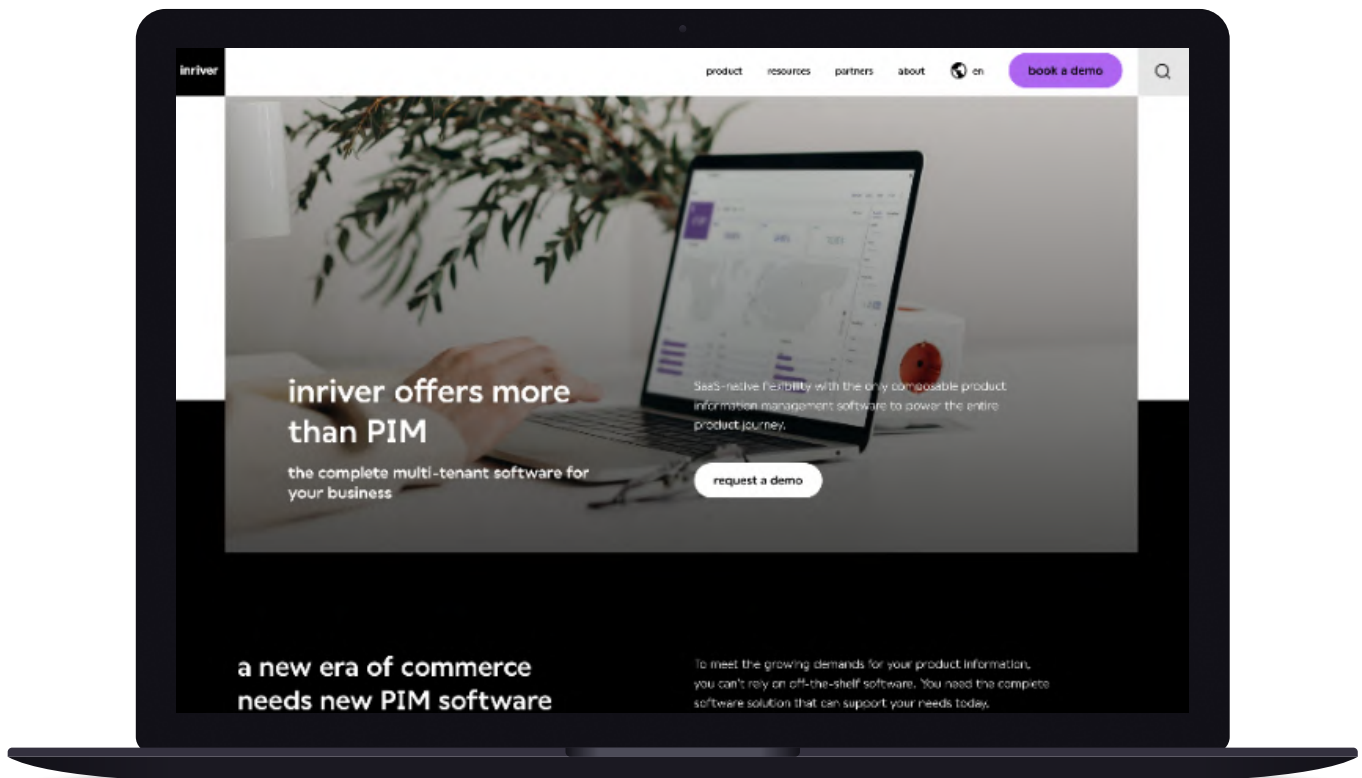 inriver
product
resources
partners
about
en
book a demo
inriver offers more
than PIM
the complete multi-tenant software for
your business
SaaS-native flexibility with the only composable product
information management software to power the entire
product journey.
request a demo
a new era of commerce
needs new PIM software
To meet the growing demands for your product information,
you can't rely on off-the-shelf software. You need the complete
software solution that can support your needs today,